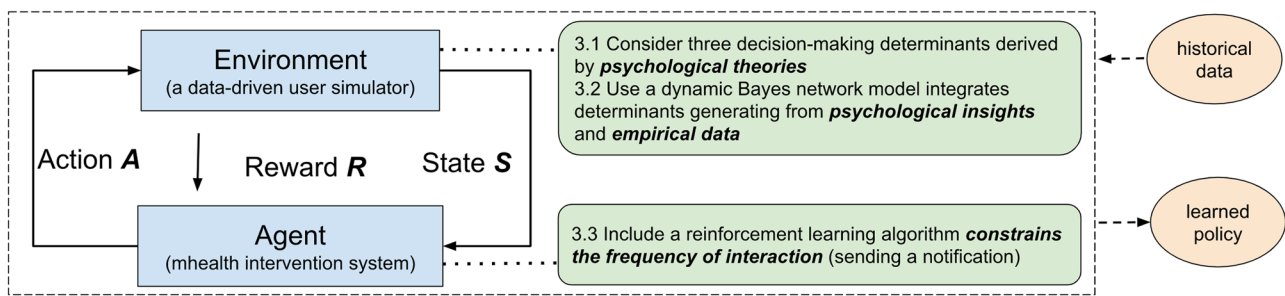 Environment
(a data-driven user simulator)
3.1 Consider three decision-making determinants derived
by psychological theories
3.2 Use a dynamic Bayes network model integrates
determinants generating from psychological insights
and empirical data
historical
data
Action A
Reward R
State S
Agent
(mhealth intervention system)
3.3 Include a reinforcement learning algorithm constrains
the frequency of interaction (sending a notification)
learned
policy